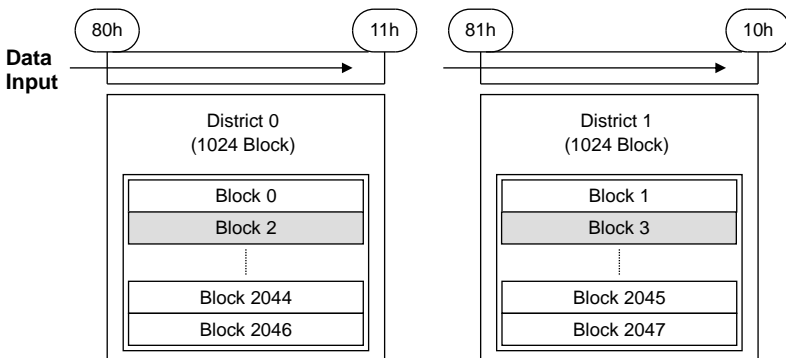 80h 11h 81h 10h
Data
Input
District 0
(1024 Block)
Block 0
Block 2
Block 2044
Block 2046
District 1
(1024 Block)
Block 1
Block 3
Block 2045
Block 2047